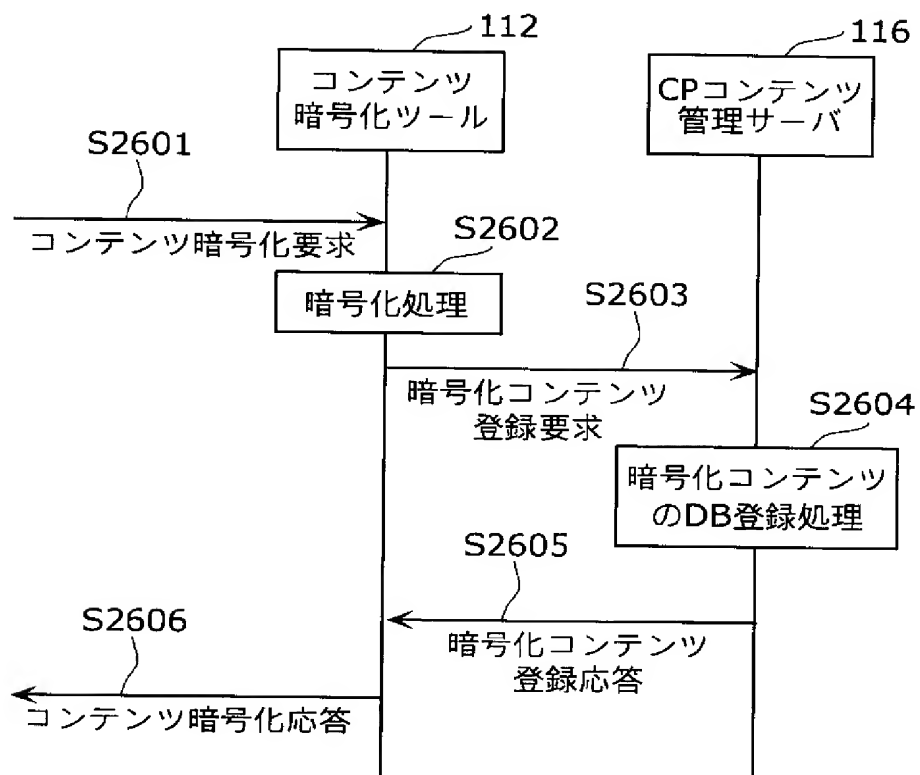 112
コンテンツ
暗号化ツール
116
CPコンテンツ
管理サーバ
S2601
コンテンツ暗号化要求
S2602
暗号化処理
S2603
暗号化コンテンツ
登録要求
S2604
暗号化コンテンツ
のDB登録処理
S2605
暗号化コンテンツ
登録応答
S2606
コンテンツ暗号化応答